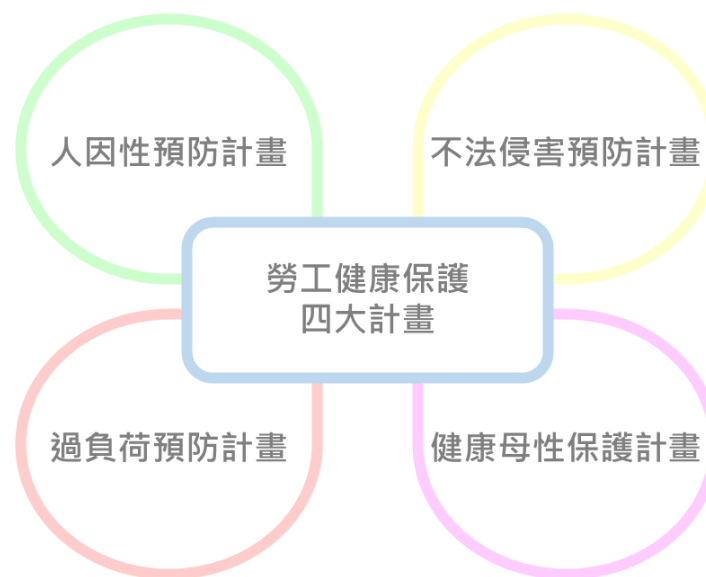 人因性預防計畫
不法侵害預防計畫
勞工健康保護
四大計畫
過負荷預防計畫
健康母性保護計畫